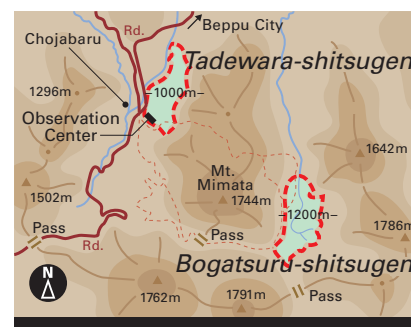 Rd.
Beppu City
Chojabaru
Tadewara-shitsugen
1296m
1000m
Observation
Center
1642m
Mt.
Mimata
1502m
1744m
1200m
1786m
Pass
Rd.
Pass
Bogatsuru-shitsugen
N
1762m
1791m
Pass